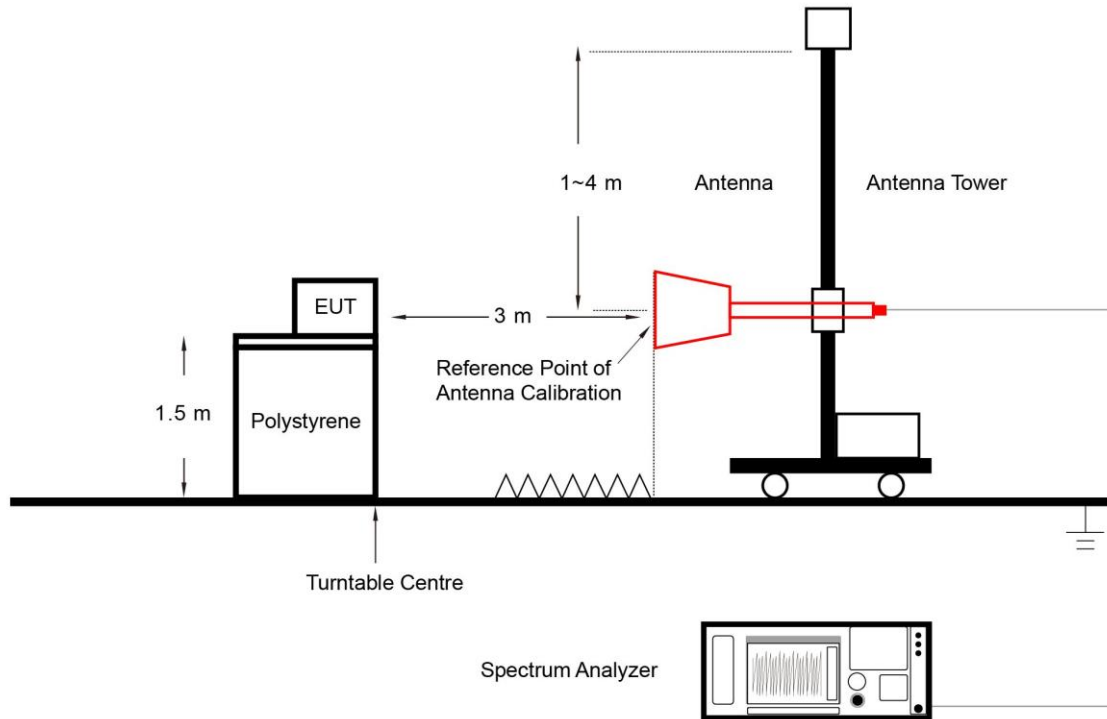 1~4 m
Antenna
Antenna Tower
EUT
3 m
Reference Point of
Antenna Calibration
1.5 m
Polystyrene
Turntable Centre
Spectrum Analyzer